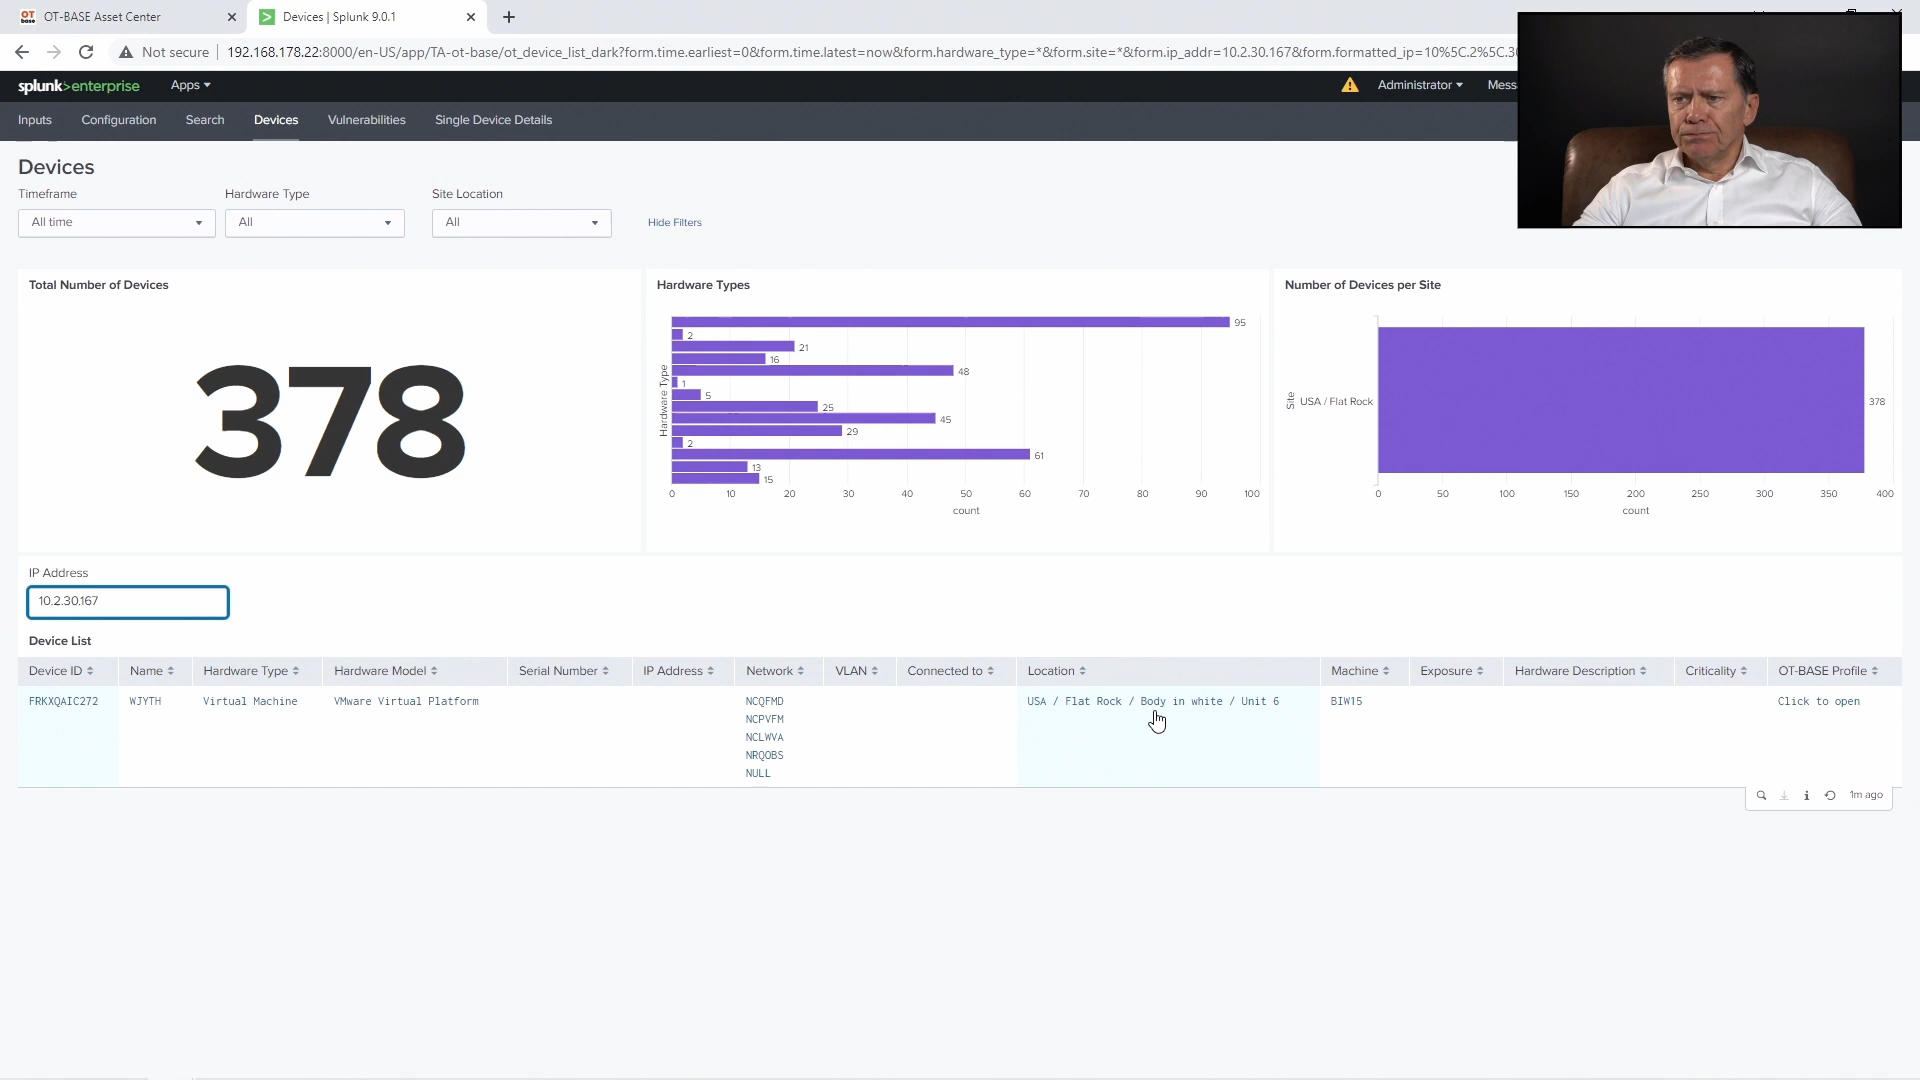 OT-BASE Asset Center
Devices | Splunk 9.0.1
Not secure
192.168.178.22:8000/en-US/app/TA-ot-base/ot_device_list_dark?form.time.earliest=0&form.time.latest=now&form.hardware_type=*&form.site=*&form.ip_addr=10.2.30.167&form.formatted_ip=10%5C.2%5C.30
splunk>enterprise Apps Administrator Mess
Inputs Configuration Search Devices Vulnerabilities Single Device Details
Devices
Timeframe Hardware Type Site Location
All time All All Hide Filters
Total Number of Devices
378
Hardware Types
Hardware Type
95
2
21
16
48
1
5
25
45
29
2
61
13
15
0 10 20 30 40 50 60 70 80 90 100
count
Number of Devices per Site
Site
USA / Flat Rock
378
0 50 100 150 200 250 300 350 400
count
IP Address
10.2.30.167
Device List
Device ID Name Hardware Type Hardware Model Serial Number IP Address Network VLAN Connected to Location Machine Exposure Hardware Description Criticality OT-BASE Profile
FRKXQAIC272 WJYTH Virtual Machine VMware Virtual Platform NCQFMD USA / Flat Rock / Body in white / Unit 6 BIW15 Click to open
NCPVFM
NCLWVA
NRQOBS
NULL
1m ago